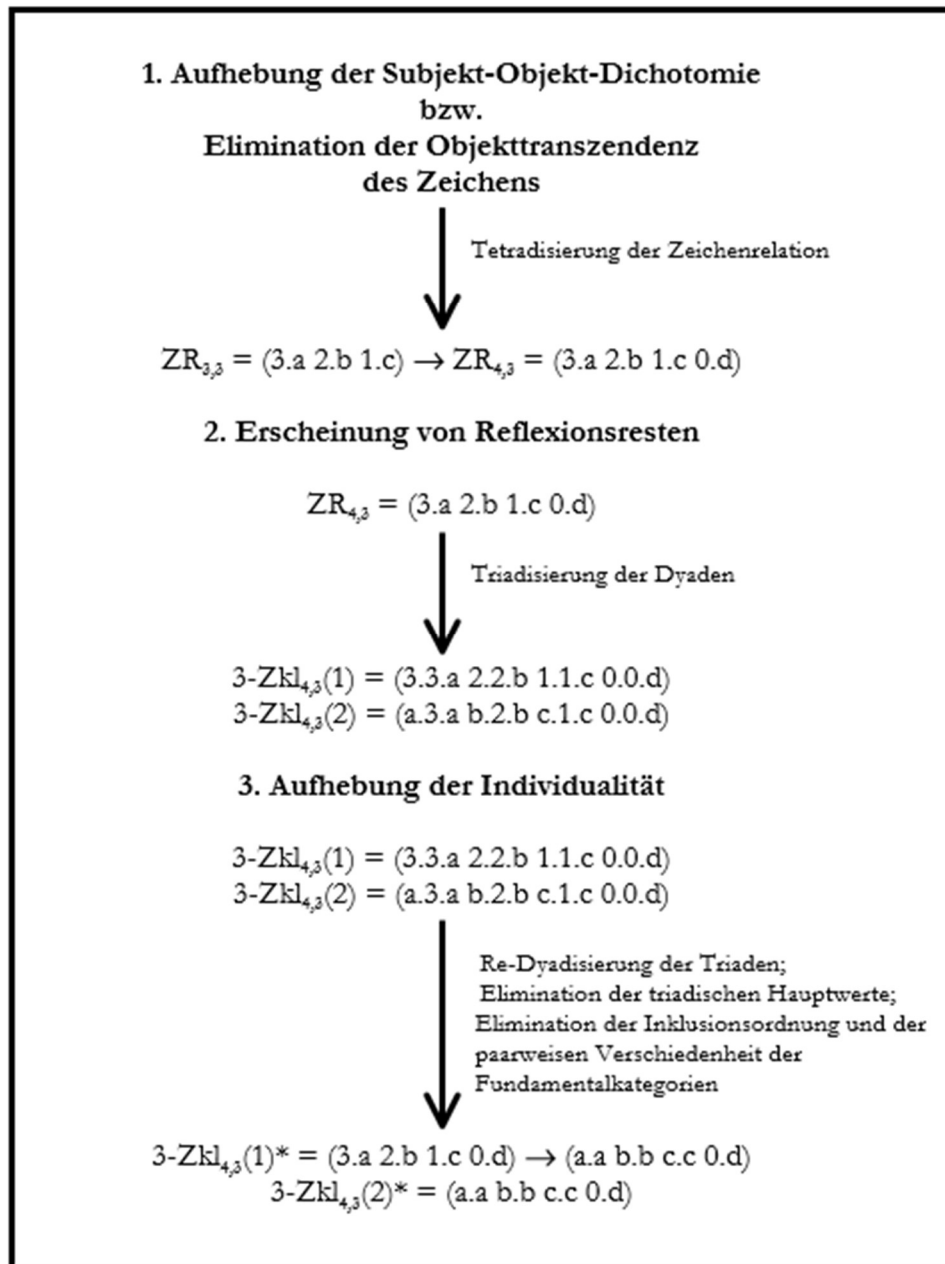 1. Aufhebung der Subjekt-Objekt-Dichotomie
bzw.
Elimination der Objekttranszendenz
des Zeichens
Tetradisierung der Zeichenrelation
ZR₃,₃ = (3.a 2.b 1.c) → ZR₄,₃ = (3.a 2.b 1.c 0.d)
2. Erscheinung von Reflexionsresten
ZR₄,₃ = (3.a 2.b 1.c 0.d)
Triadisierung der Dyaden
3-Zkl₄,₃(1) = (3.3.a 2.2.b 1.1.c 0.0.d)
3-Zkl₄,₃(2) = (a.3.a b.2.b c.1.c 0.0.d)
3. Aufhebung der Individualität
3-Zkl₄,₃(1) = (3.3.a 2.2.b 1.1.c 0.0.d)
3-Zkl₄,₃(2) = (a.3.a b.2.b c.1.c 0.0.d)
Re-Dyadisierung der Triaden;
Elimination der triadischen Hauptwerte;
Elimination der Inklusionsordnung und der
paarweisen Verschiedenheit der
Fundamentalkategorien
3-Zkl₄,₃(1)* = (3.a 2.b 1.c 0.d) → (a.a b.b c.c 0.d)
3-Zkl₄,₃(2)* = (a.a b.b c.c 0.d)